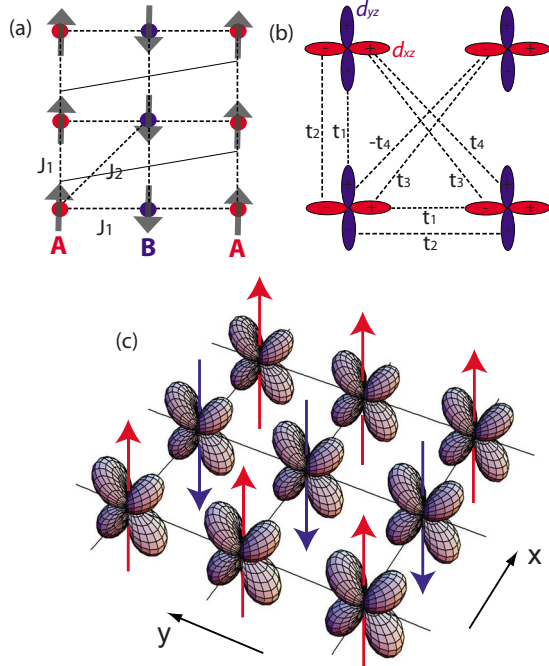 (a)
J₁
J₂
J₁
A B A
(b)
d_yz
- + d_xz
t₂ t₁ -t₄ t₄
t₃ t₃
+ +
- + t₁ - +
t₂
(c)
x
y